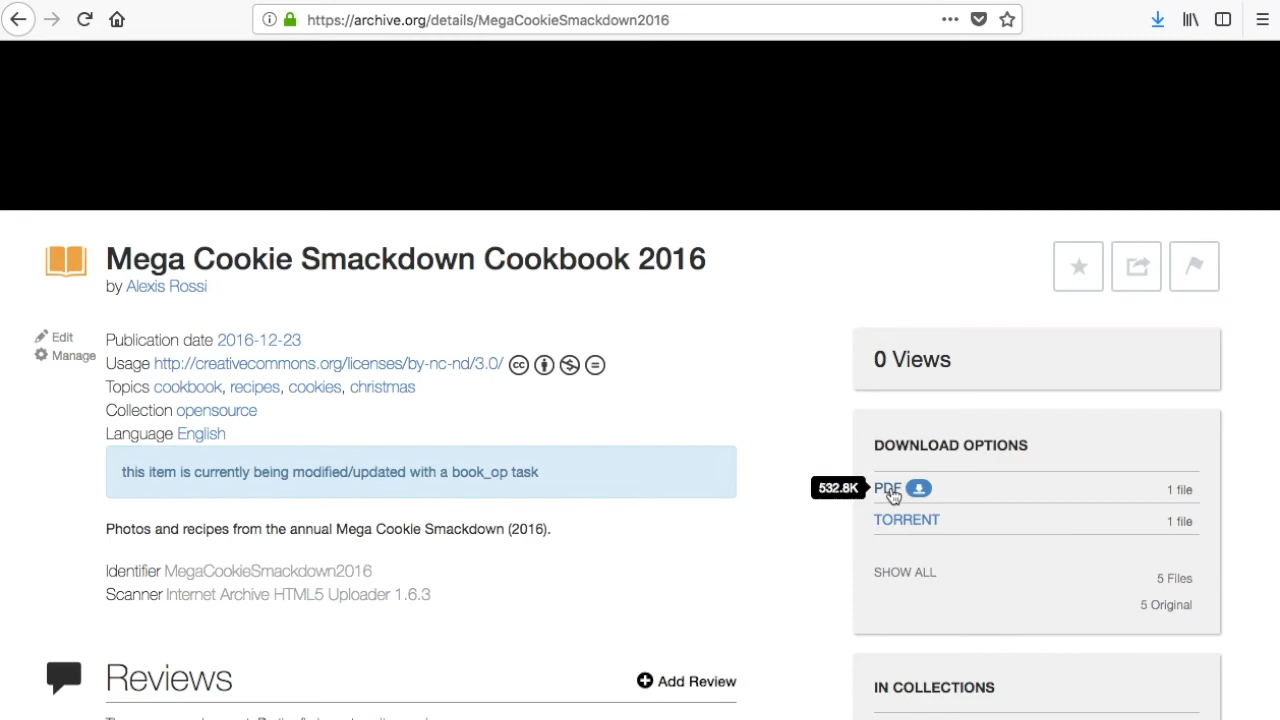 https://archive.org/details/MegaCookieSmackdown2016
Mega Cookie Smackdown Cookbook 2016
by Alexis Rossi
Edit
Manage
Publication date 2016-12-23
Usage http://creativecommons.org/licenses/by-nc-nd/3.0/
Topics cookbook, recipes, cookies, christmas
Collection opensource
Language English
this item is currently being modified/updated with a book_op task
Photos and recipes from the annual Mega Cookie Smackdown (2016).
Identifier MegaCookieSmackdown2016
Scanner Internet Archive HTML5 Uploader 1.6.3
Reviews
Add Review
0 Views
DOWNLOAD OPTIONS
532.8K PDF 1 file
TORRENT 1 file
SHOW ALL 5 Files
5 Original
IN COLLECTIONS